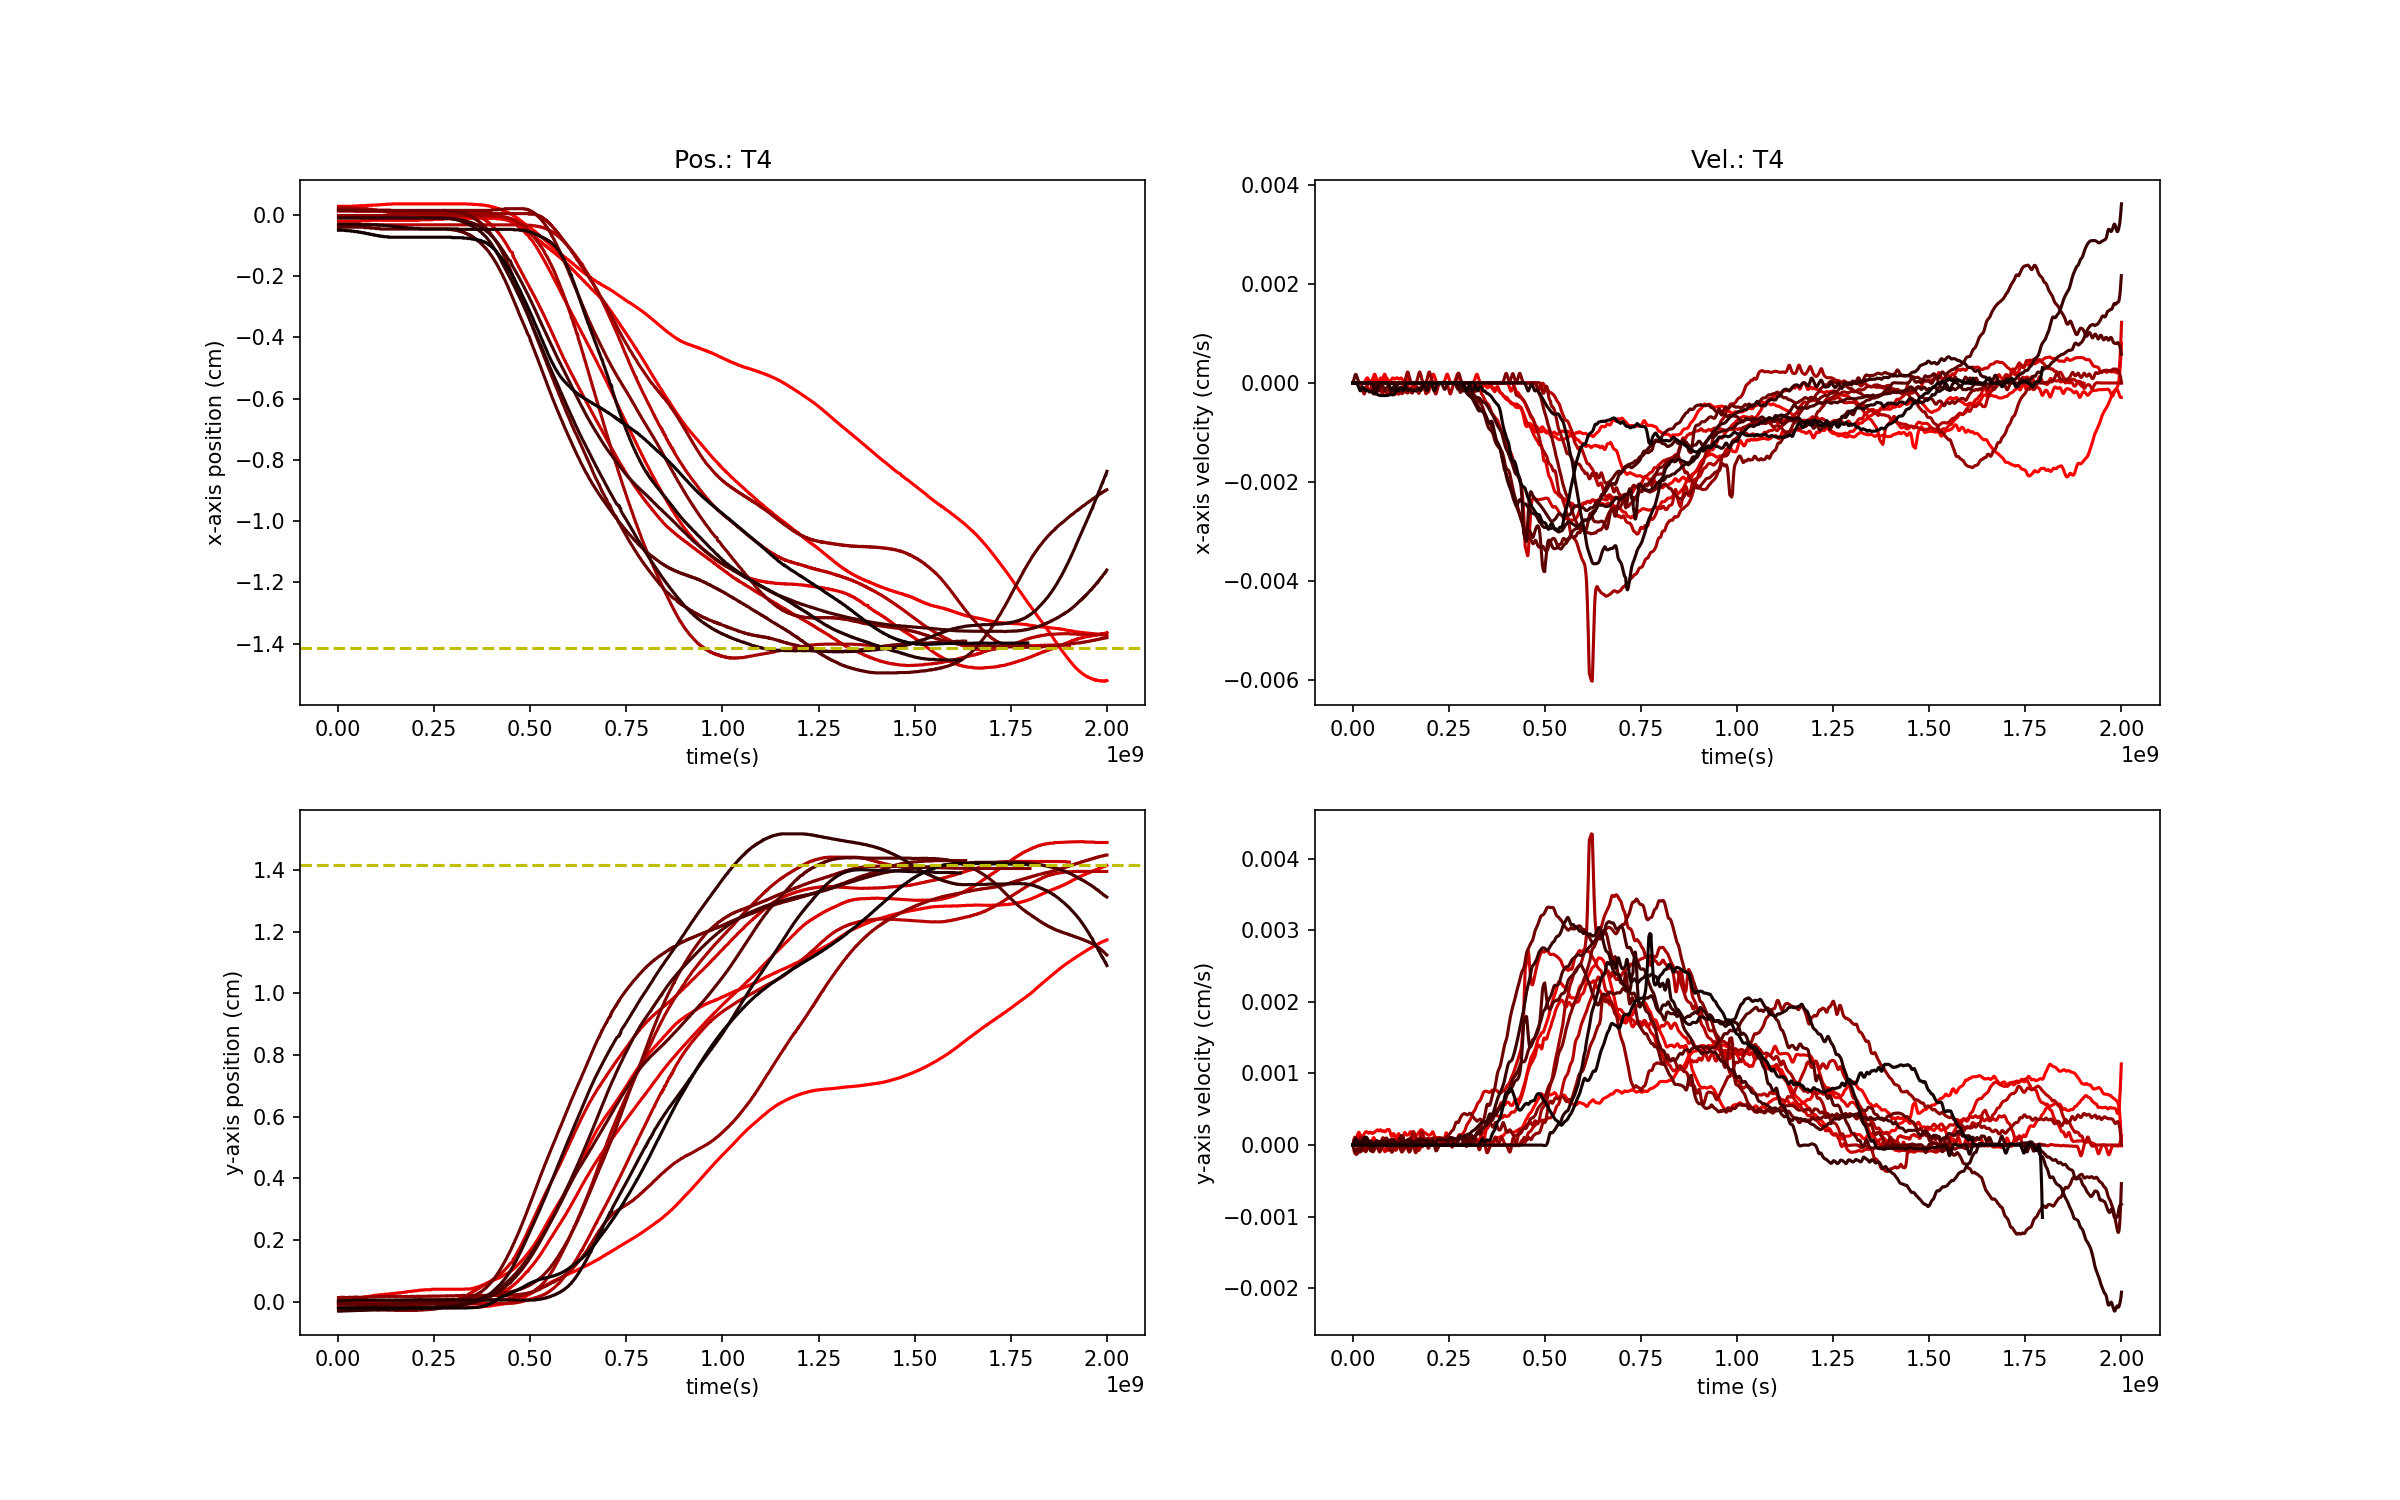 Pos.: T4
0.0
−0.2
−0.4
−0.6
−0.8
−1.0
−1.2
−1.4
x-axis position (cm)
0.00 0.25 0.50 0.75 1.00 1.25 1.50 1.75 2.00
1e9
time(s)
Vel.: T4
0.004
0.002
0.000
−0.002
−0.004
−0.006
x-axis velocity (cm/s)
0.00 0.25 0.50 0.75 1.00 1.25 1.50 1.75 2.00
1e9
time(s)
1.4
1.2
1.0
0.8
0.6
0.4
0.2
0.0
y-axis position (cm)
0.00 0.25 0.50 0.75 1.00 1.25 1.50 1.75 2.00
1e9
time(s)
0.004
0.003
0.002
0.001
0.000
−0.001
−0.002
y-axis velocity (cm/s)
0.00 0.25 0.50 0.75 1.00 1.25 1.50 1.75 2.00
1e9
time (s)